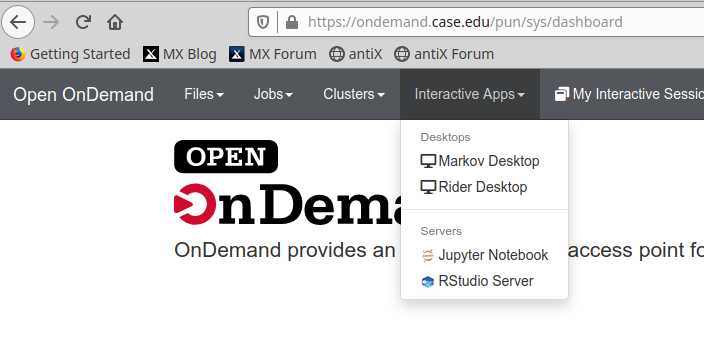 https://ondemand.case.edu/pun/sys/dashboard
Getting Started MX Blog MX Forum antiX antiX Forum
Open OnDemand Files Jobs Clusters Interactive Apps My Interactive Sessio
Desktops
Markov Desktop
Rider Desktop
Servers
Jupyter Notebook
RStudio Server
OPEN
OnDema
OnDemand provides an access point fo